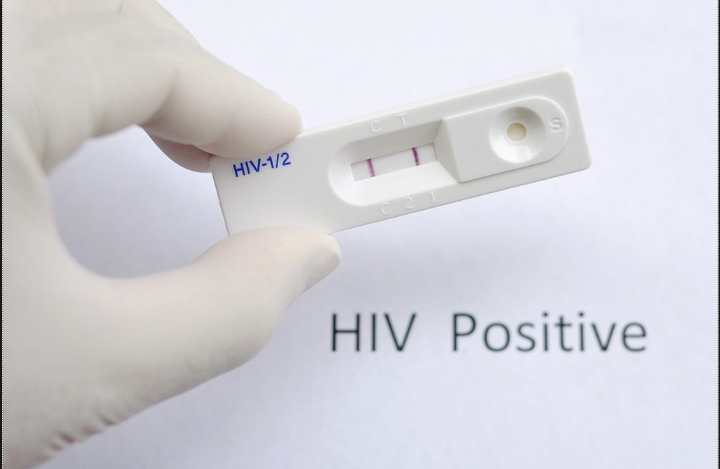 C T
HIV-1/2
S
C 2 1
HIV Positive